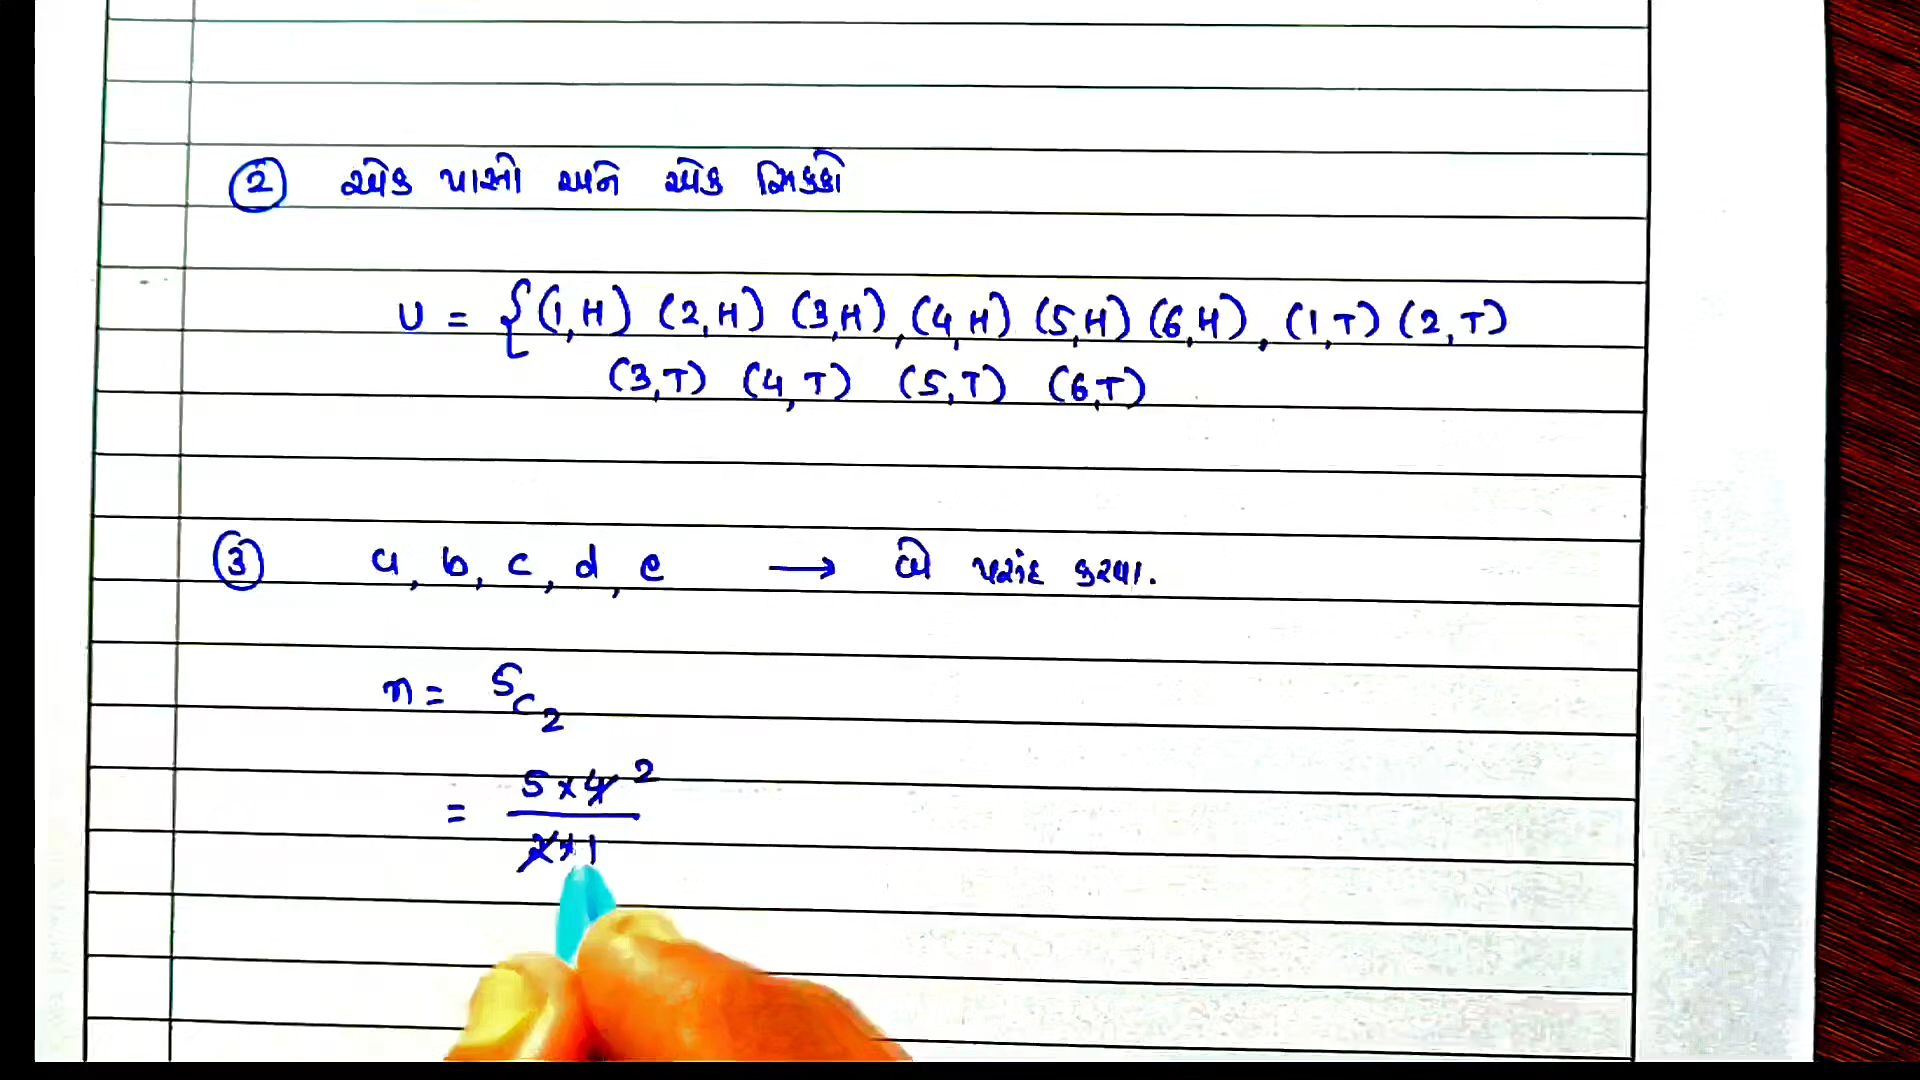 ② એક પાસો અને એક સિક્કો
U = {(1,H) (2,H) (3,H), (4,H) (5,H) (6,H), (1,T) (2,T)
(3,T) (4,T) (5,T) (6,T)
③ a, b, c, d, e → બે પસંદ કરવા.
n = 5c2
= 5×4 2
2×1